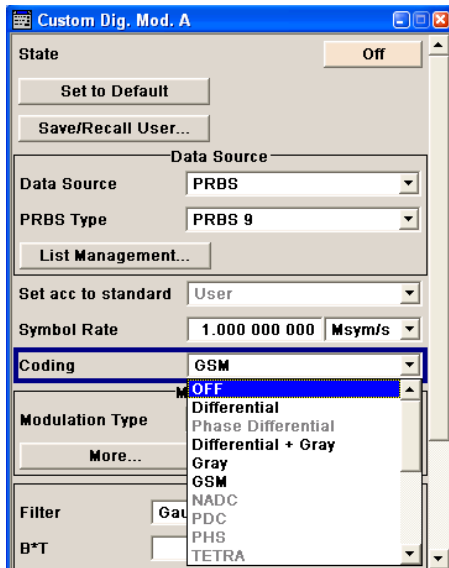 Custom Dig. Mod. A
State
Off
Set to Default
Save/Recall User...
Data Source
Data Source
PRBS
PRBS Type
PRBS 9
List Management...
Set acc to standard
User
Symbol Rate
1.000 000 000
Msym/s
Coding
GSM
M
OFF
Differential
Phase Differential
Differential + Gray
Gray
GSM
NADC
PDC
PHS
TETRA
Modulation Type
More...
Filter
Gau
B*T